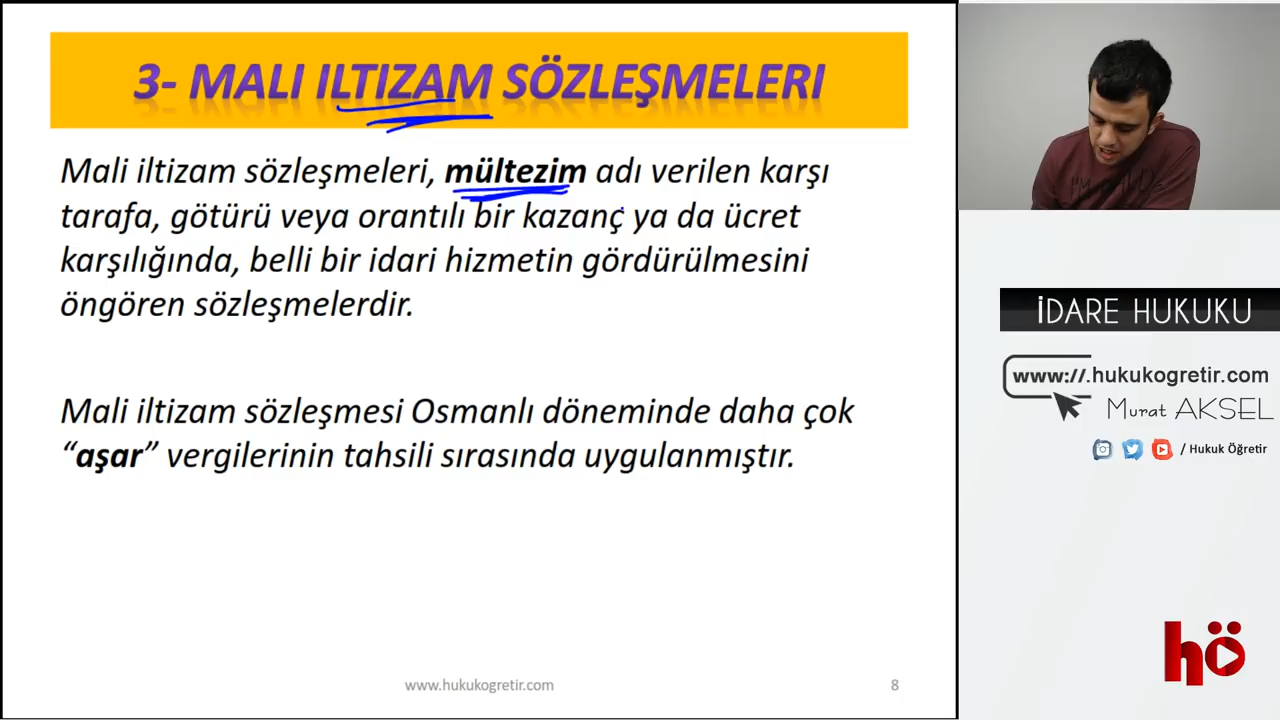 3- MALI ILTIZAM SÖZLEŞMELERI
Mali iltizam sözleşmeleri, mültezim adı verilen karşı
tarafa, götürü veya orantılı bir kazanç ya da ücret
karşılığında, belli bir idari hizmetin gördürülmesini
öngören sözleşmelerdir.
Mali iltizam sözleşmesi Osmanlı döneminde daha çok
“aşar” vergilerinin tahsili sırasında uygulanmıştır.
www.hukukogretir.com
8
İDARE HUKUKU
www://.hukukogretir.com
Murat AKSEL
/ Hukuk Öğretir
hö